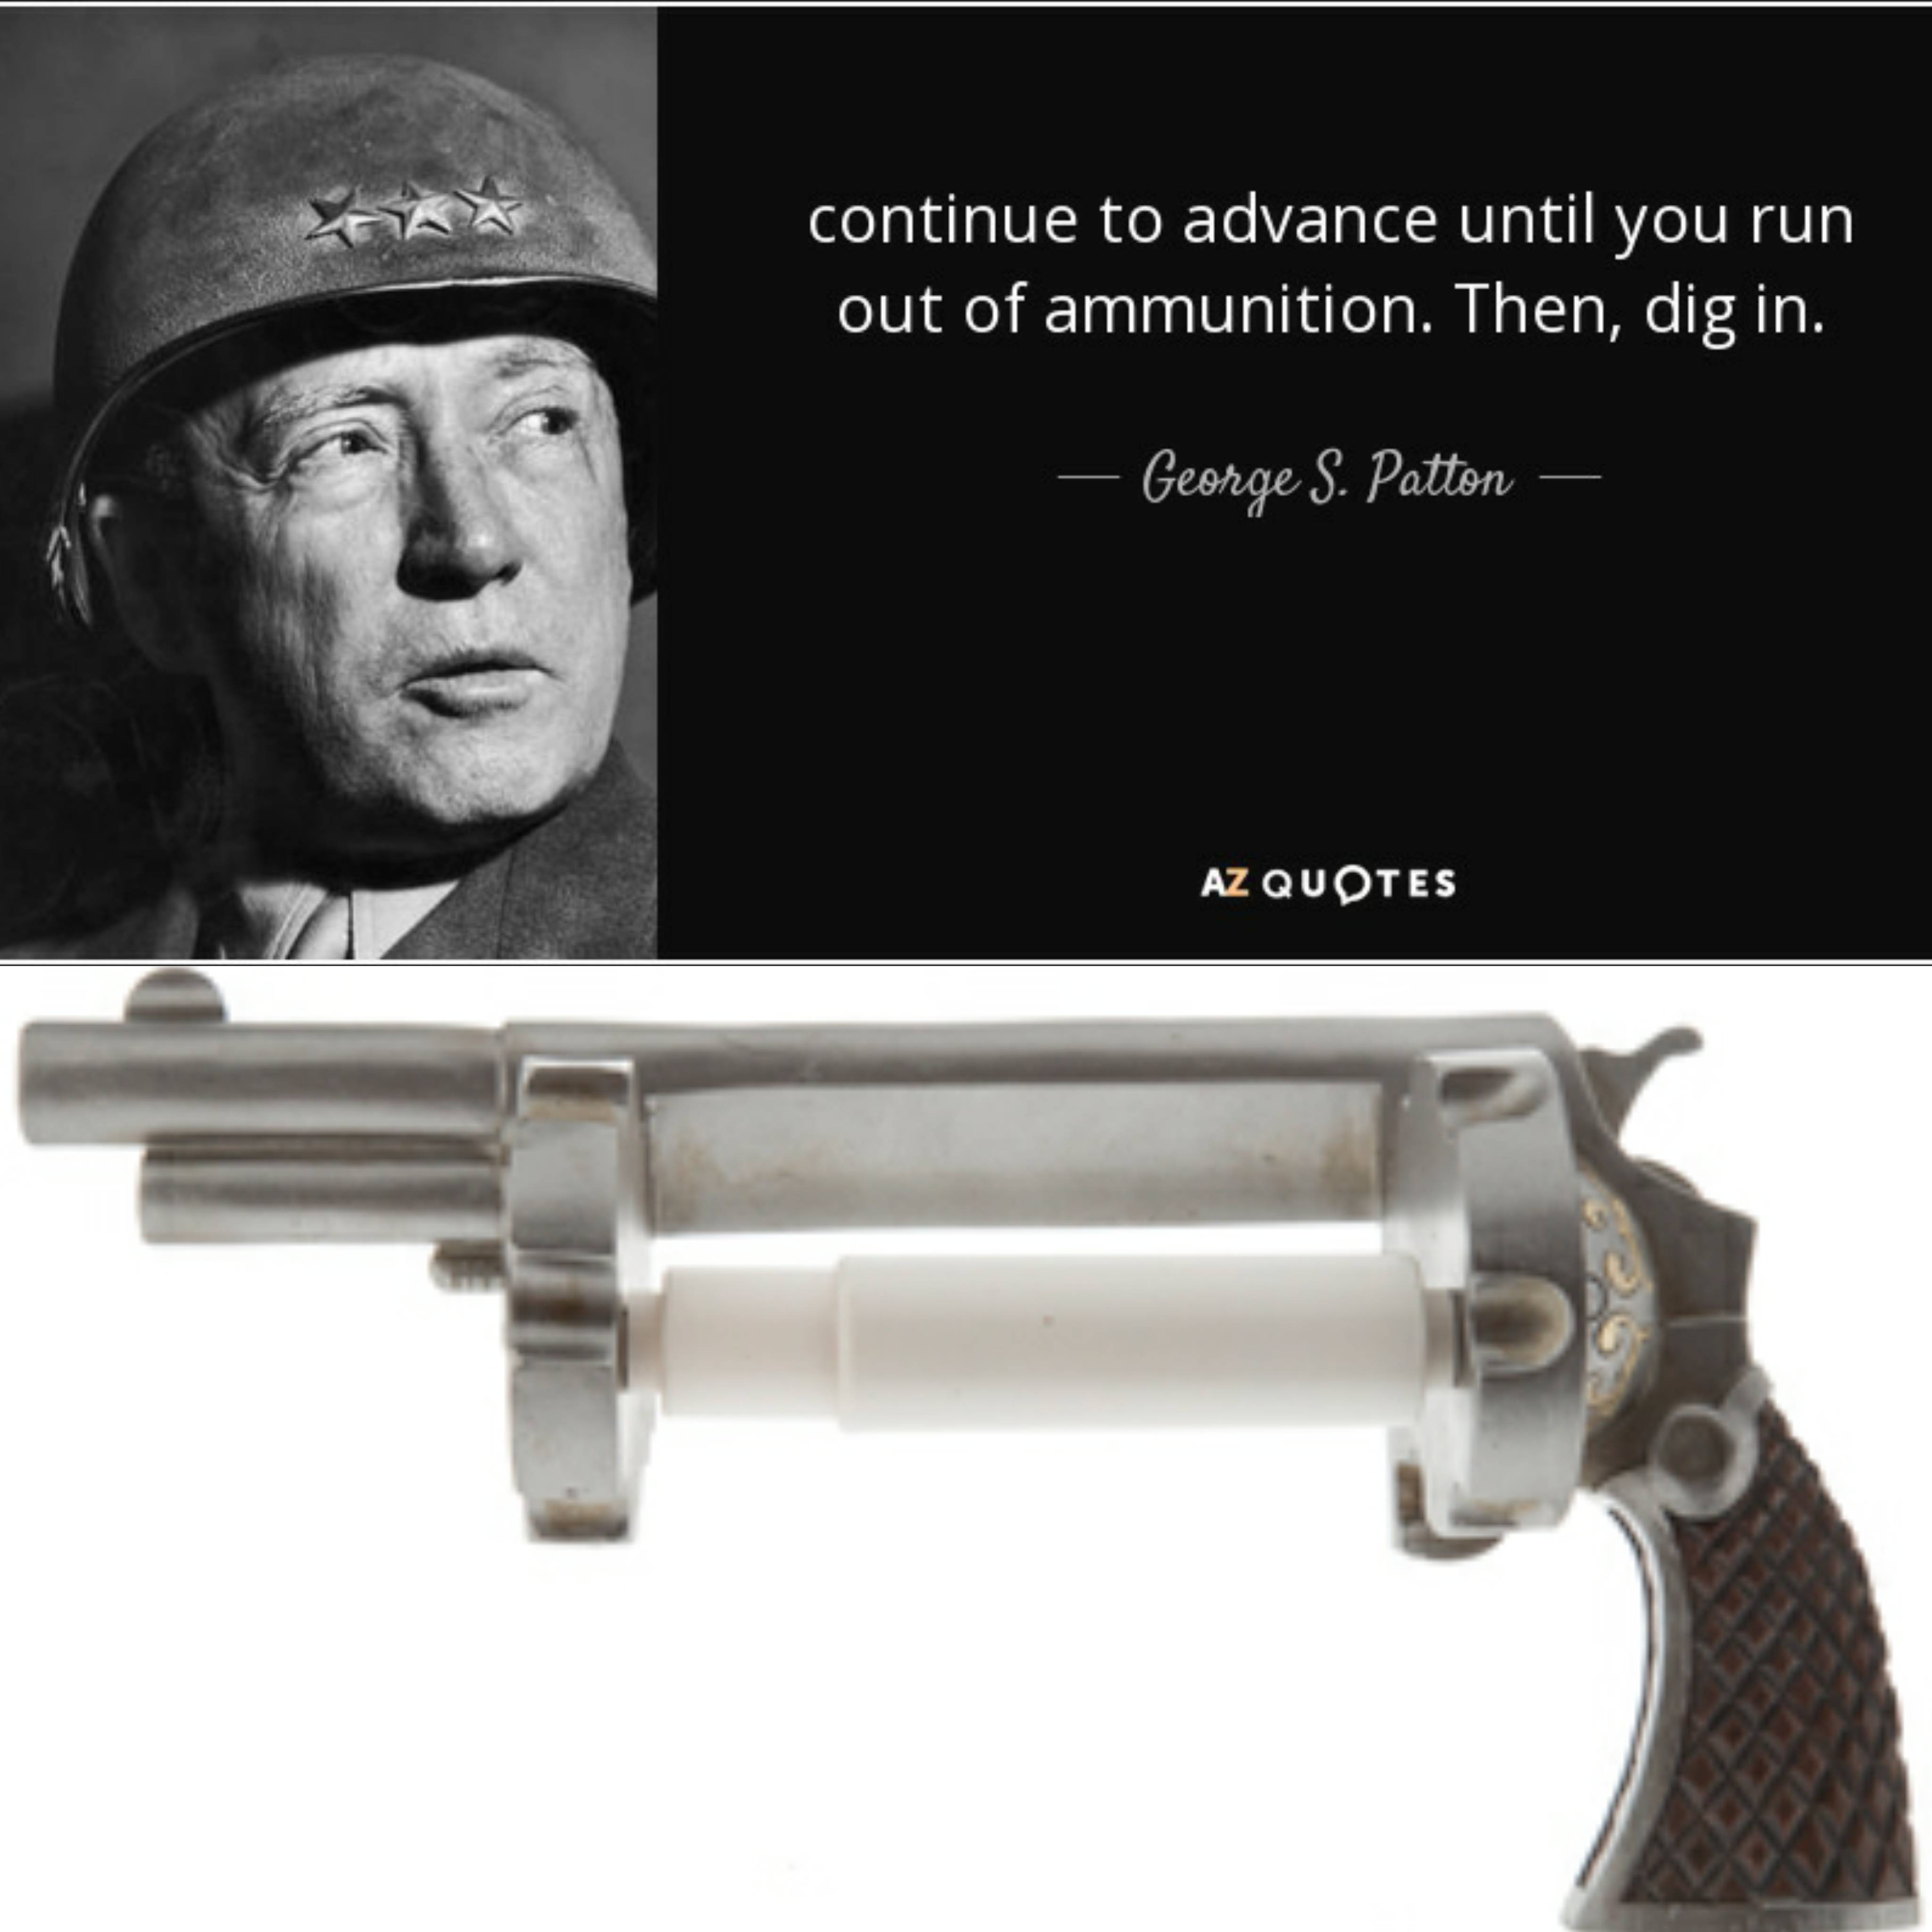 continue to advance until you run
out of ammunition. Then, dig in.
— George S. Patton —
AZ QUOTES